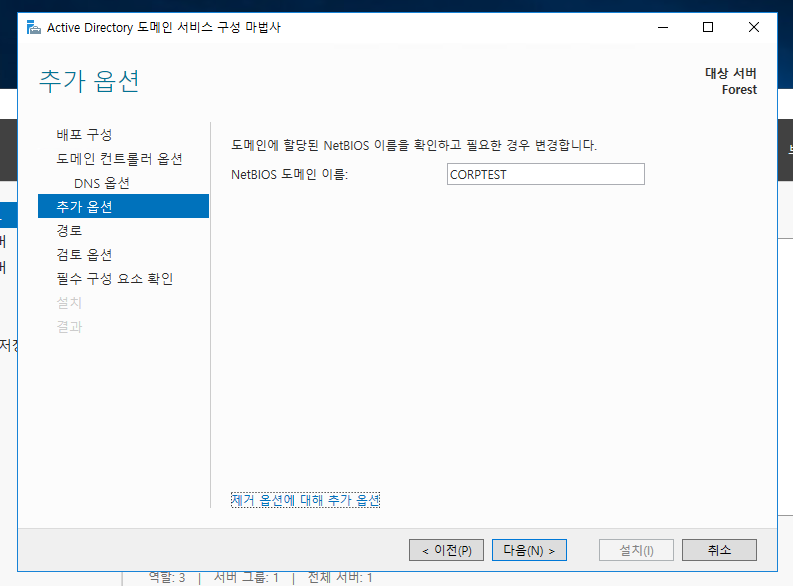 Active Directory 도메인 서비스 구성 마법사
추가 옵션
대상 서버
Forest
배포 구성
도메인 컨트롤러 옵션
DNS 옵션
추가 옵션
경로
검토 옵션
필수 구성 요소 확인
설치
결과
도메인에 할당된 NetBIOS 이름을 확인하고 필요한 경우 변경합니다.
NetBIOS 도메인 이름:
CORPTEST
제거 옵션에 대해 추가 옵션
< 이전(P)
다음(N) >
설치(I)
취소
역할: 3 | 서버 그룹: 1 | 전체 서버: 1